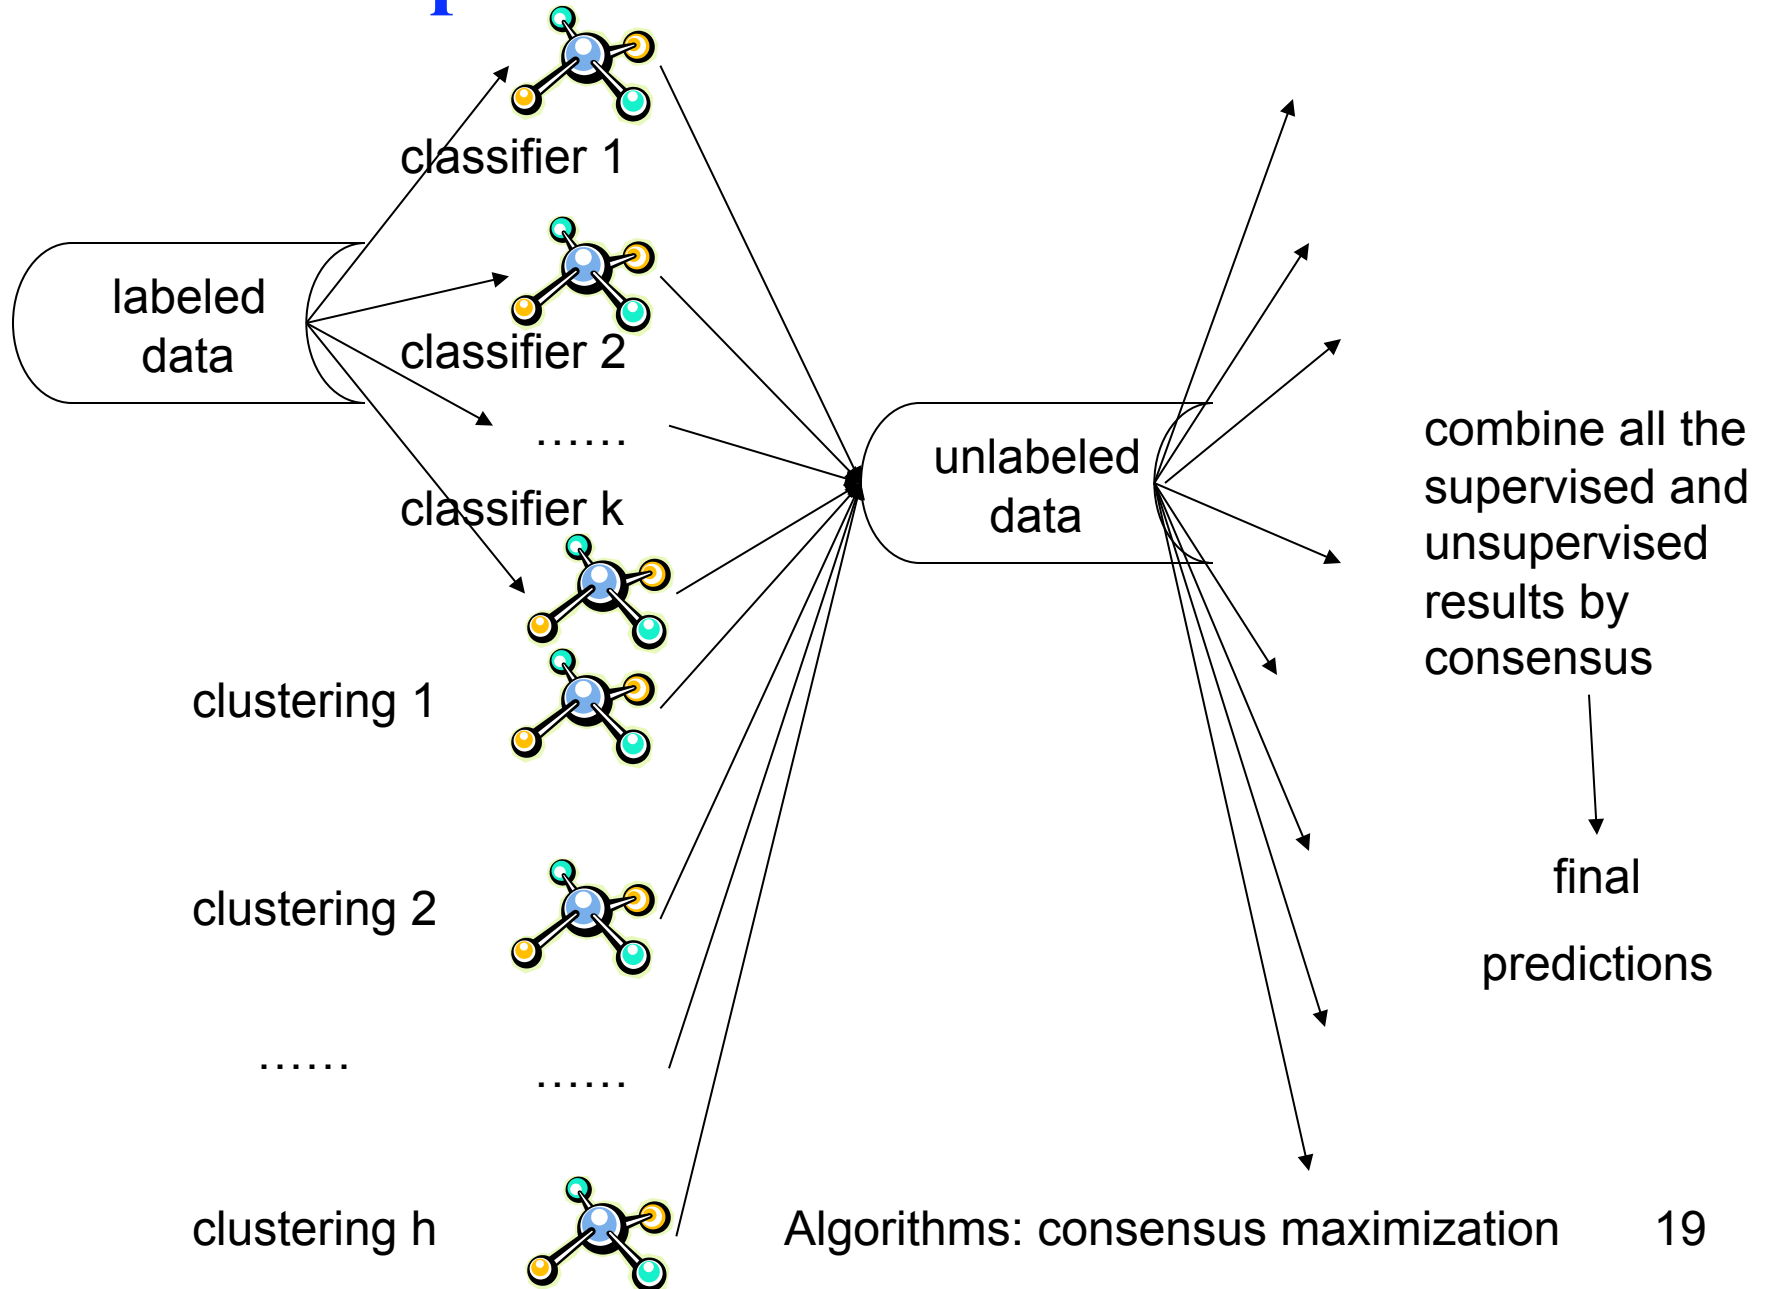 classifier 1
labeled
data
classifier 2
......
classifier k
unlabeled
data
combine all the
supervised and
unsupervised
results by
consensus
clustering 1
clustering 2
final
predictions
......
......
clustering h
Algorithms: consensus maximization
19